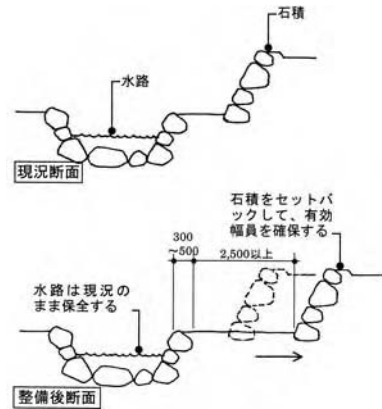 石積
水路
現況断面
石積をセットバ
ックして、有効
幅員を確保する
300
～500
2,500以上
水路は現況の
まま保全する
整備後断面